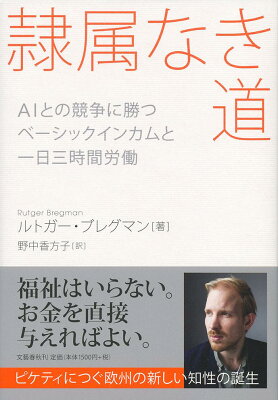 隷属なき道
AIとの競争に勝つ
ベーシックインカムと
一日三時間労働
Rutger Bregman
ルトガー・ブレグマン[著]
野中香方子[訳]
福祉はいらない。
お金を直接
与えればよい。
文藝春秋刊 定価(本体1500円+税)
ピケティにつぐ欧州の新しい知性の誕生